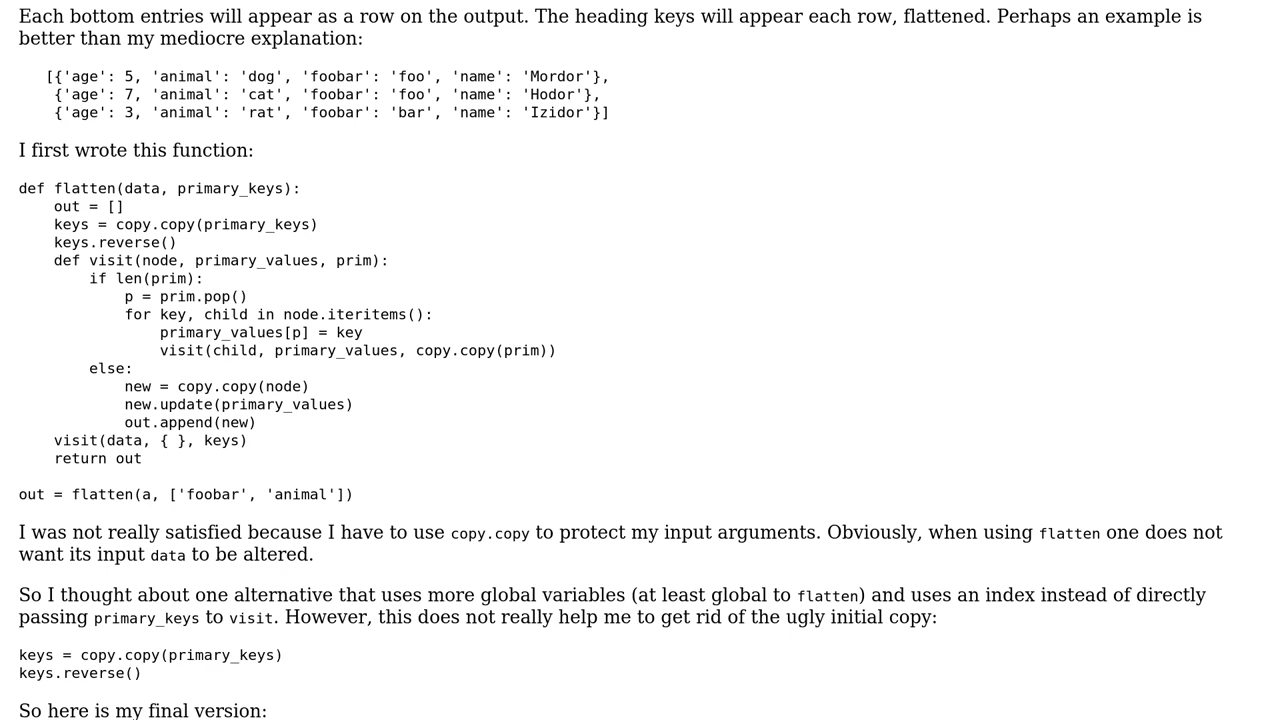 Each bottom entries will appear as a row on the output. The heading keys will appear each row, flattened. Perhaps an example is
better than my mediocre explanation:
[{'age': 5, 'animal': 'dog', 'foobar': 'foo', 'name': 'Mordor'},
 {'age': 7, 'animal': 'cat', 'foobar': 'foo', 'name': 'Hodor'},
 {'age': 3, 'animal': 'rat', 'foobar': 'bar', 'name': 'Izidor'}]
I first wrote this function:
def flatten(data, primary_keys):
    out = []
    keys = copy.copy(primary_keys)
    keys.reverse()
    def visit(node, primary_values, prim):
        if len(prim):
            p = prim.pop()
            for key, child in node.iteritems():
                primary_values[p] = key
                visit(child, primary_values, copy.copy(prim))
        else:
            new = copy.copy(node)
            new.update(primary_values)
            out.append(new)
    visit(data, { }, keys)
    return out
out = flatten(a, ['foobar', 'animal'])
I was not really satisfied because I have to use copy.copy to protect my input arguments. Obviously, when using flatten one does not
want its input data to be altered.
So I thought about one alternative that uses more global variables (at least global to flatten) and uses an index instead of directly
passing primary_keys to visit. However, this does not really help me to get rid of the ugly initial copy:
keys = copy.copy(primary_keys)
keys.reverse()
So here is my final version: